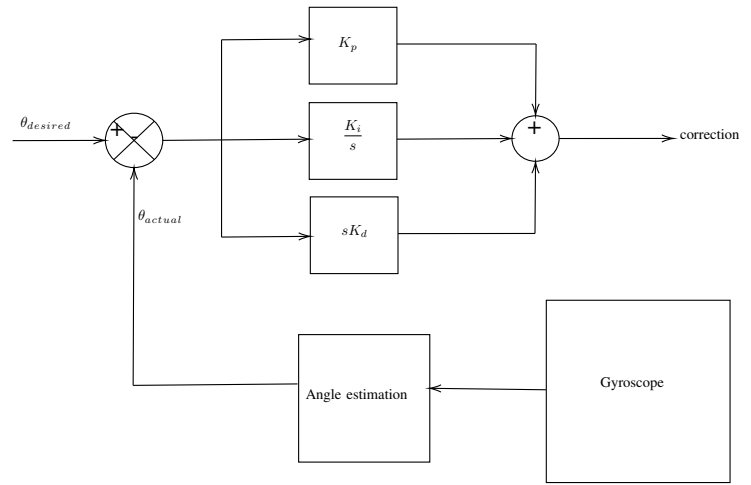 K_p
θ_desired
+
-
K_i
s
+
correction
θ_actual
sK_d
Angle estimation
Gyroscope